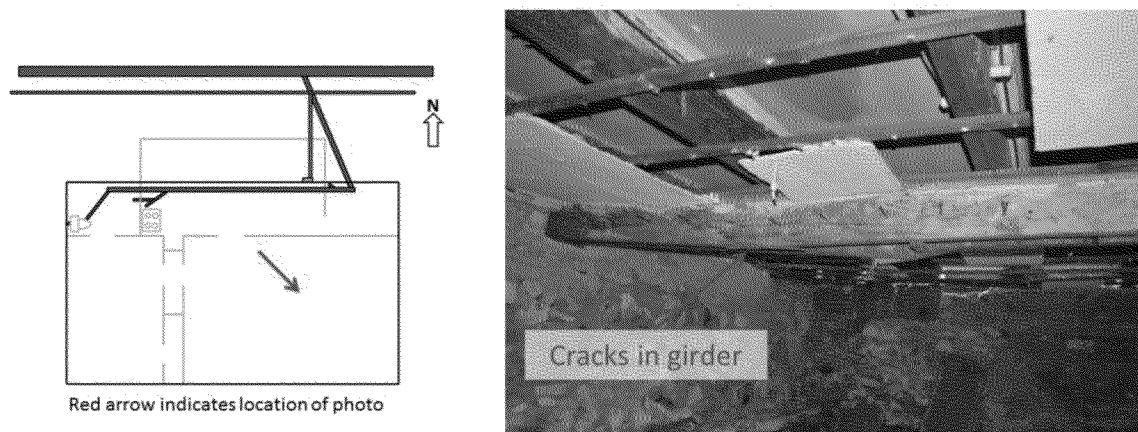 N
Red arrow indicates location of photo
Cracks in girder